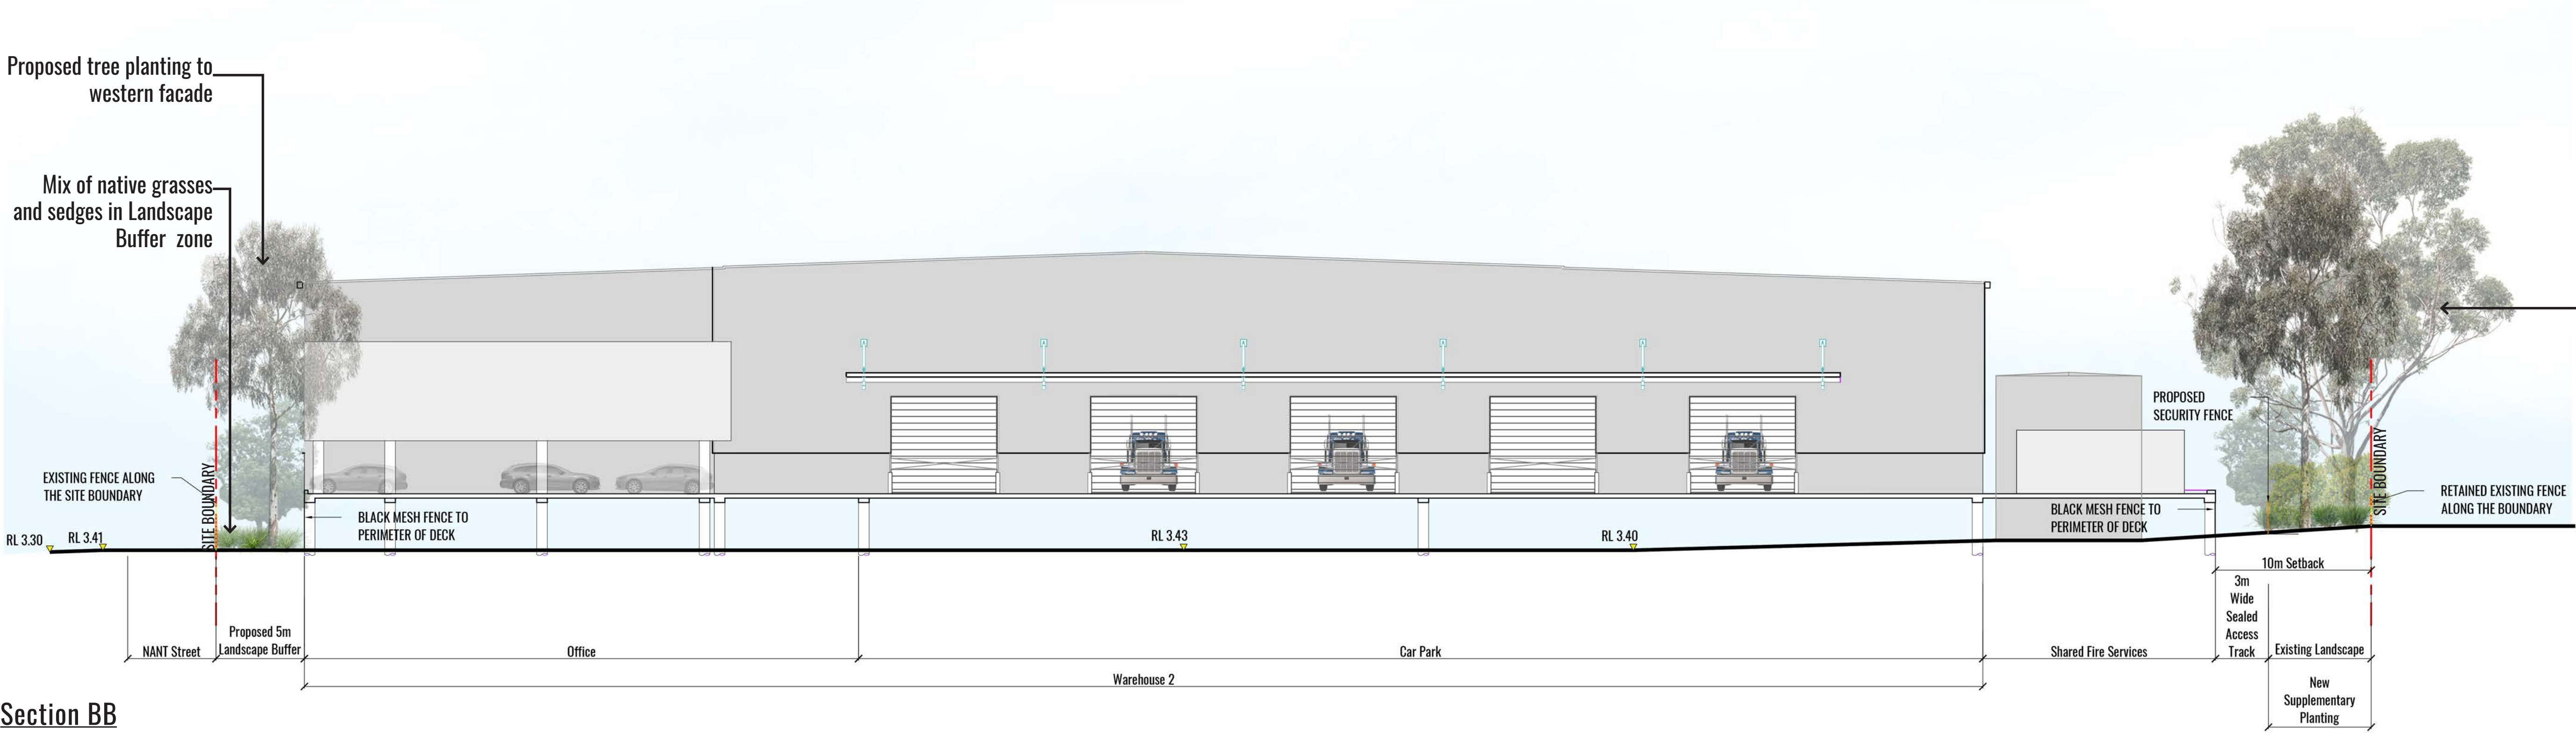 Proposed tree planting to
western facade
Mix of native grasses
and sedges in Landscape
Buffer zone
EXISTING FENCE ALONG
THE SITE BOUNDARY
SITE BOUNDARY
RL 3.30
RL 3.41
BLACK MESH FENCE TO
PERIMETER OF DECK
RL 3.43
RL 3.40
PROPOSED
SECURITY FENCE
BLACK MESH FENCE TO
PERIMETER OF DECK
SITE BOUNDARY
RETAINED EXISTING FENCE
ALONG THE BOUNDARY
10m Setback
3m
Wide
Sealed
Access
Track
NANT Street
Proposed 5m
Landscape Buffer
Office
Car Park
Shared Fire Services
Existing Landscape
Warehouse 2
New
Supplementary
Planting
Section BB